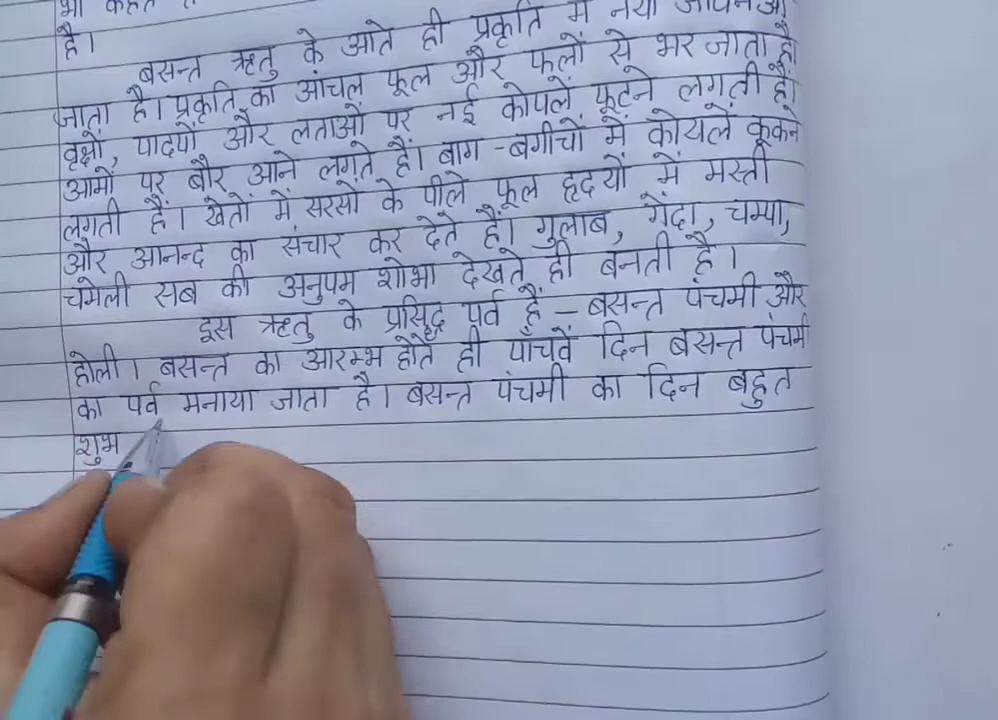 है।
बसन्त ऋतु के आते ही प्रकृति में नया
जाता है। प्रकृति का आंचल फूल और फलों से भर जाता है।
वृक्षों, पादपों और लताओं पर नई कोपलें फूटने लगती हैं।
आमों पर बौर आने लगते हैं। बाग - बगीचों में कोयलें कूकने
लगती हैं। खेतों में सरसों के पीले फूल हृदयों में मस्ती
और आनन्द का संचार कर देते हैं। गुलाब, गेंदा, चम्पा,
चमेली सब की अनुपम शोभा देखते ही बनती है।
इस ऋतु के प्रसिद्ध पर्व हैं - बसन्त पंचमी और
होली। बसन्त का आरम्भ होते ही पाँचवें दिन बसन्त पंचमी
का पर्व मनाया जाता है। बसन्त पंचमी का दिन बहुत
शुभ